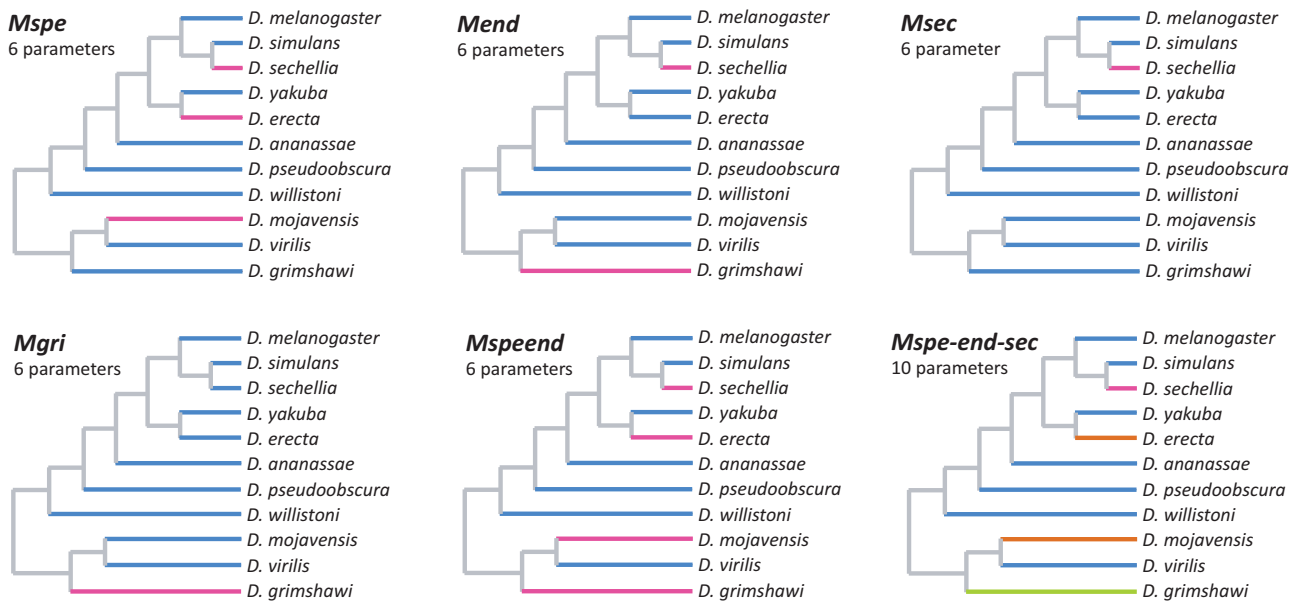 Mspe
6 parameters
D. melanogaster
D. simulans
D. sechellia
D. yakuba
D. erecta
D. ananassae
D. pseudoobscura
D. willistoni
D. mojavensis
D. virilis
D. grimshawi
Mend
6 parameters
D. melanogaster
D. simulans
D. sechellia
D. yakuba
D. erecta
D. ananassae
D. pseudoobscura
D. willistoni
D. mojavensis
D. virilis
D. grimshawi
Msec
6 parameter
D. melanogaster
D. simulans
D. sechellia
D. yakuba
D. erecta
D. ananassae
D. pseudoobscura
D. willistoni
D. mojavensis
D. virilis
D. grimshawi
Mgri
6 parameters
D. melanogaster
D. simulans
D. sechellia
D. yakuba
D. erecta
D. ananassae
D. pseudoobscura
D. willistoni
D. mojavensis
D. virilis
D. grimshawi
Mspeend
6 parameters
D. melanogaster
D. simulans
D. sechellia
D. yakuba
D. erecta
D. ananassae
D. pseudoobscura
D. willistoni
D. mojavensis
D. virilis
D. grimshawi
Mspe-end-sec
10 parameters
D. melanogaster
D. simulans
D. sechellia
D. yakuba
D. erecta
D. ananassae
D. pseudoobscura
D. willistoni
D. mojavensis
D. virilis
D. grimshawi